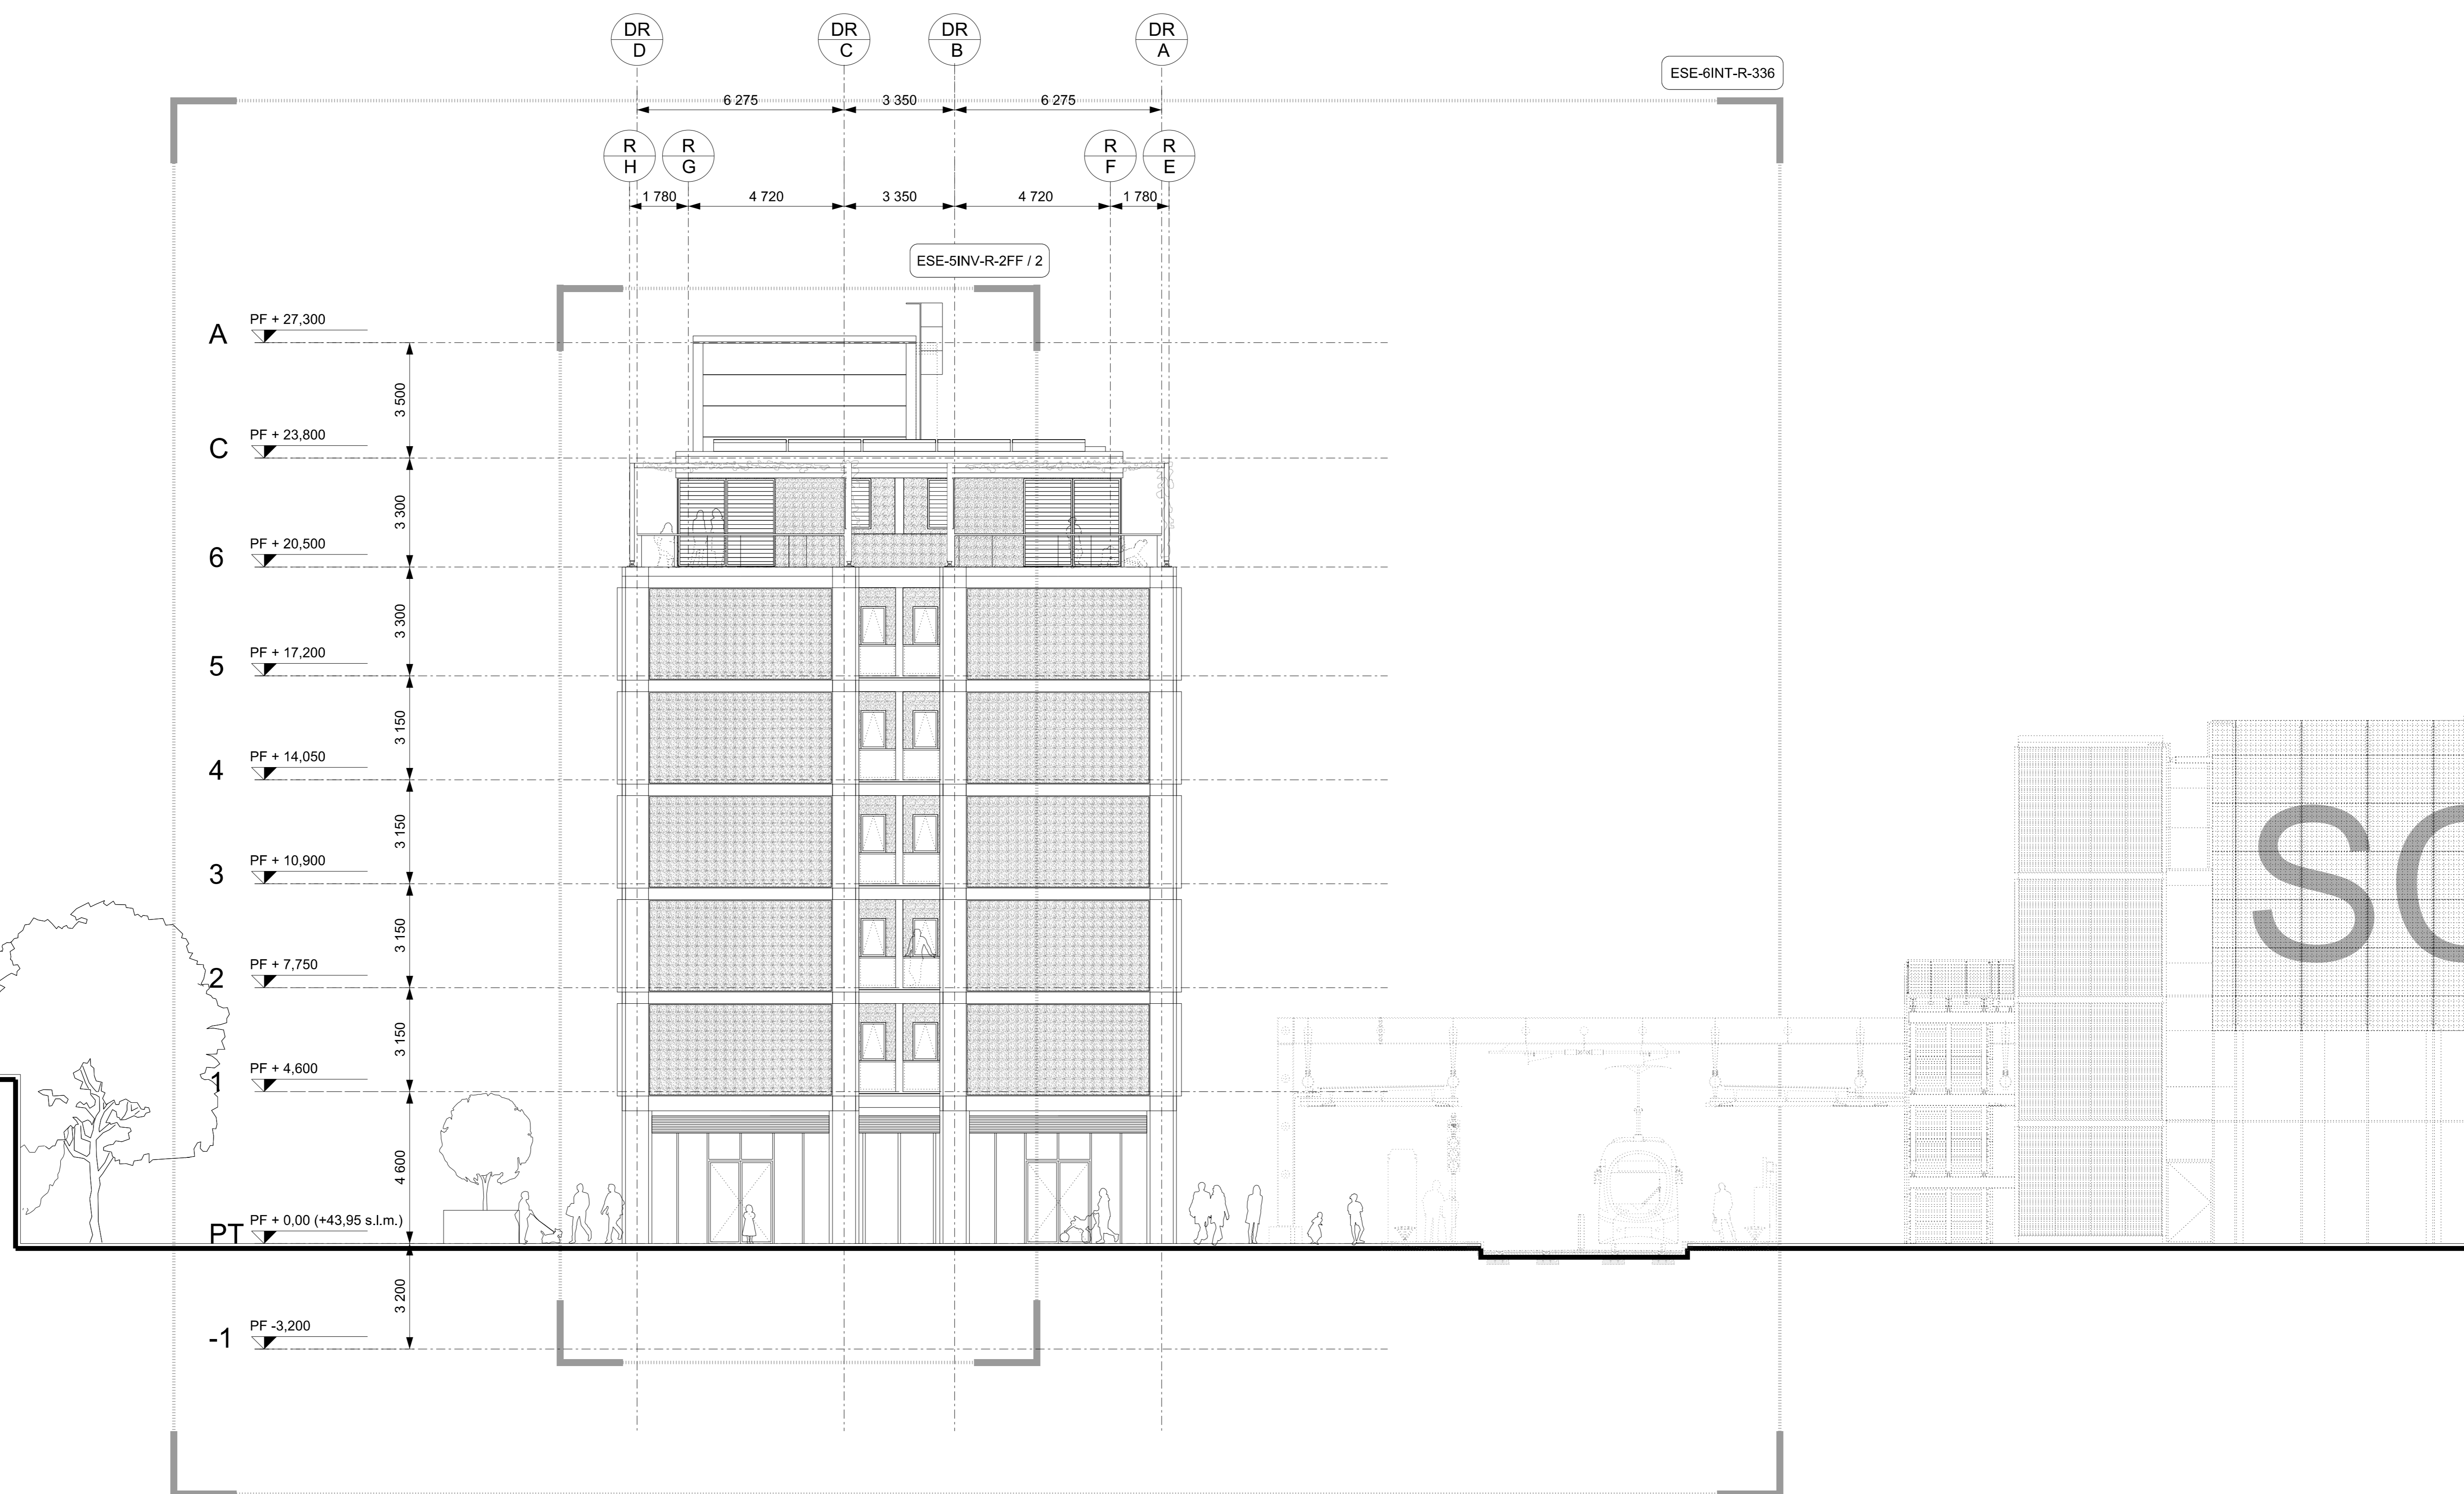 DR DR DR DR
D C B A
ESE-6INT-R-336
6 275 3 350 6 275
R R R R
H G F E
1 780 4 720 3 350 4 720 1 780
ESE-5INV-R-2FF / 2
A PF + 27,300
3 500
C PF + 23,800
3 300
6 PF + 20,500
3 300
5 PF + 17,200
3 150
4 PF + 14,050
3 150
3 PF + 10,900
3 150
2 PF + 7,750
3 150
1 PF + 4,600
4 600
PT PF + 0,00 (+43,95 s.l.m.)
3 200
-1 PF -3,200